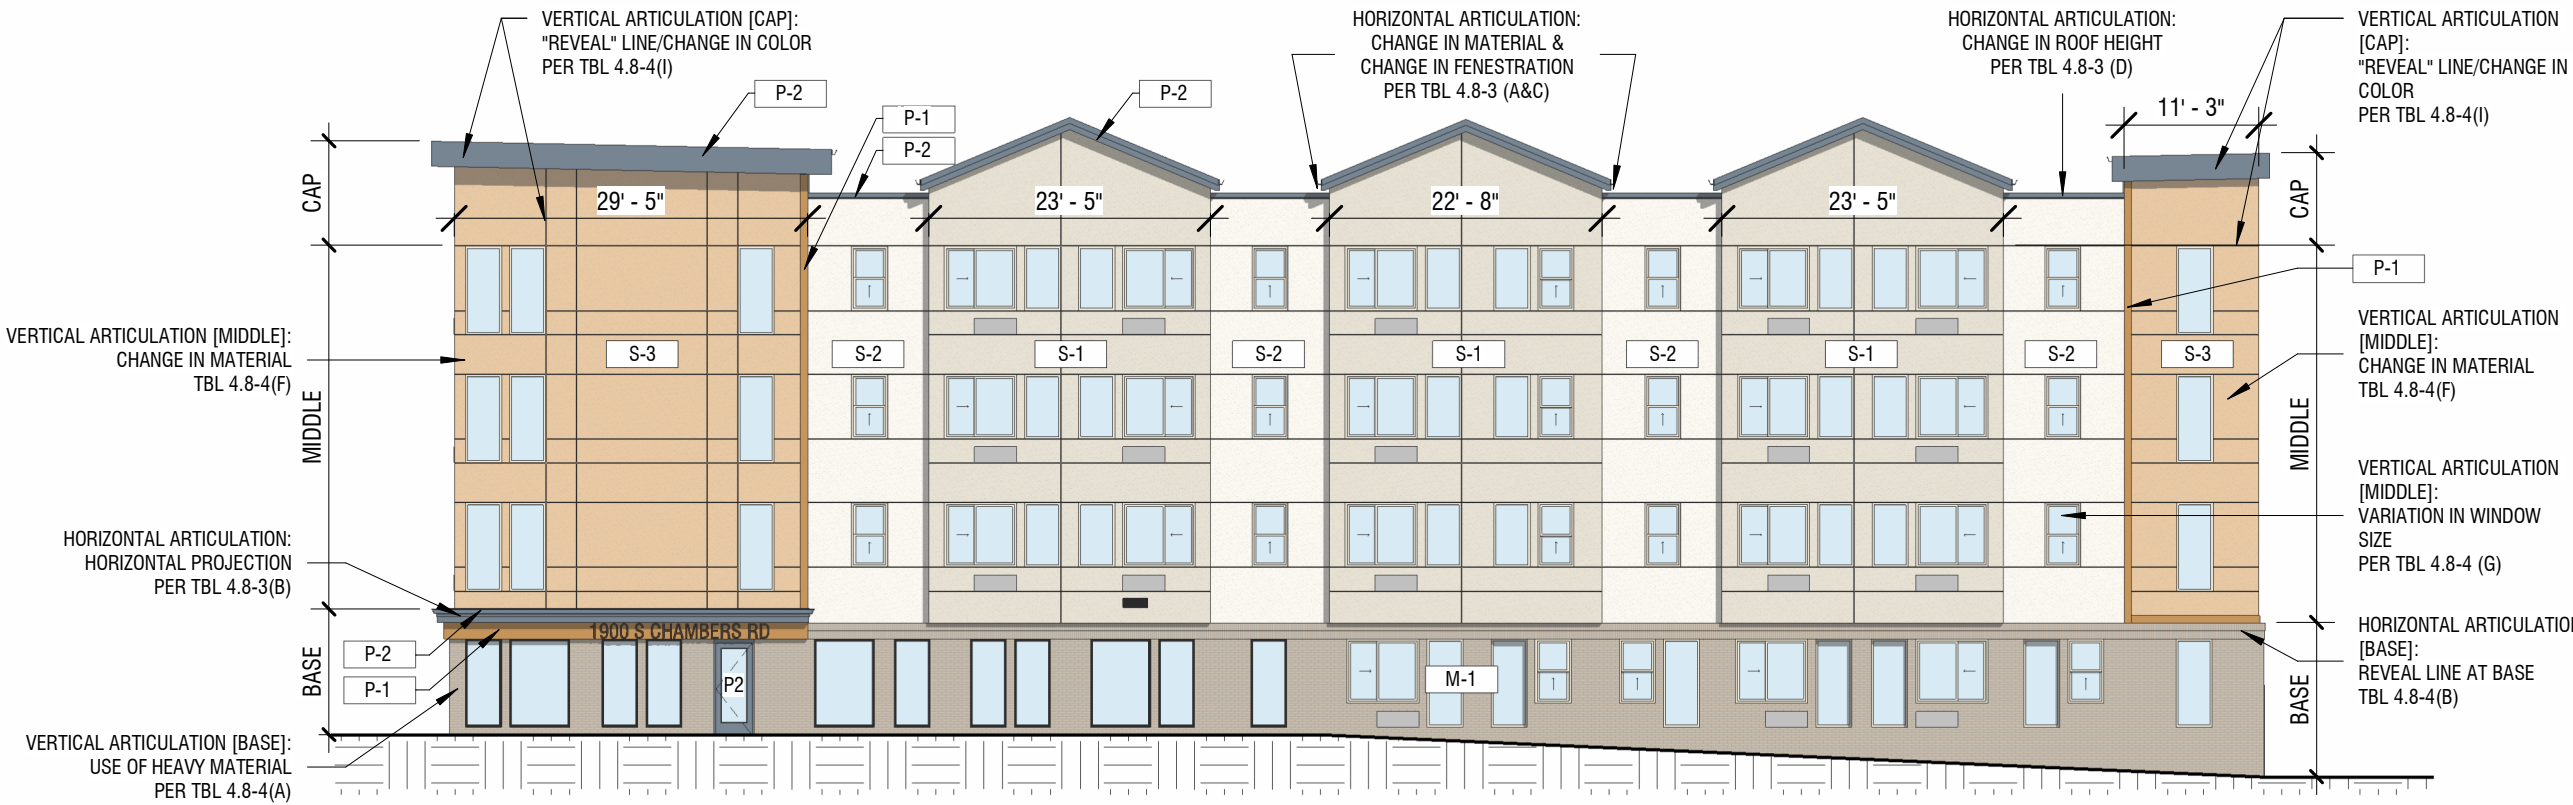 VERTICAL ARTICULATION [CAP]:
"REVEAL" LINE/CHANGE IN COLOR
PER TBL 4.8-4(I)
HORIZONTAL ARTICULATION:
CHANGE IN MATERIAL &
CHANGE IN FENESTRATION
PER TBL 4.8-3 (A&C)
HORIZONTAL ARTICULATION:
CHANGE IN ROOF HEIGHT
PER TBL 4.8-3 (D)
VERTICAL ARTICULATION
[CAP]:
"REVEAL" LINE/CHANGE IN
COLOR
PER TBL 4.8-4(I)
P-2
P-1
P-2
P-2
11' - 3"
CAP
29' - 5"
23' - 5"
22' - 8"
23' - 5"
CAP
P-1
VERTICAL ARTICULATION [MIDDLE]:
CHANGE IN MATERIAL
TBL 4.8-4(F)
MIDDLE
S-3
S-2
S-1
S-2
S-1
S-2
S-1
S-2
S-3
VERTICAL ARTICULATION
[MIDDLE]:
CHANGE IN MATERIAL
TBL 4.8-4(F)
MIDDLE
VERTICAL ARTICULATION
[MIDDLE]:
VARIATION IN WINDOW
SIZE
PER TBL 4.8-4 (G)
HORIZONTAL ARTICULATION:
HORIZONTAL PROJECTION
PER TBL 4.8-3(B)
1900 S CHAMBERS RD
P-2
P-1
BASE
P2
M-1
BASE
HORIZONTAL ARTICULATIO
[BASE]:
REVEAL LINE AT BASE
TBL 4.8-4(B)
VERTICAL ARTICULATION [BASE]:
USE OF HEAVY MATERIAL
PER TBL 4.8-4(A)